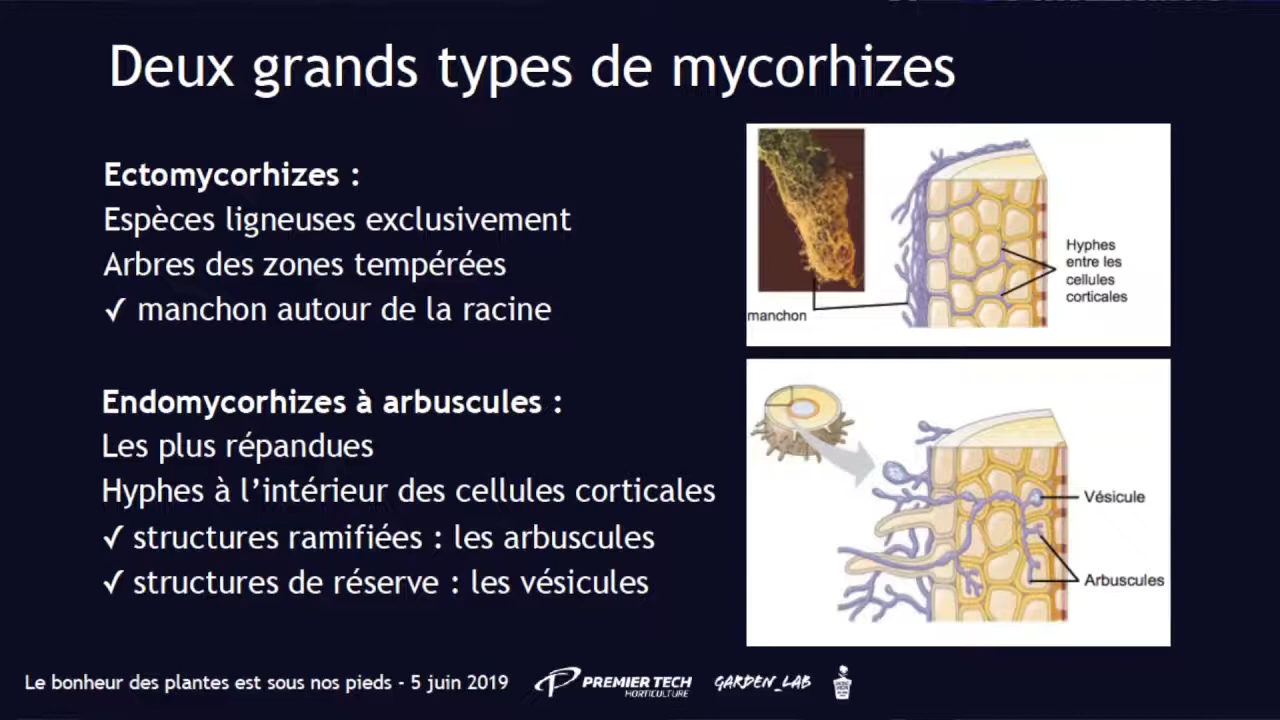 Deux grands types de mycorhizes
Ectomycorhizes :
Espèces ligneuses exclusivement
Arbres des zones tempérées
✓ manchon autour de la racine
Hyphes
entre les
cellules
corticales
manchon
Endomycorhizes à arbuscules :
Les plus répandues
Hyphes à l'intérieur des cellules corticales
✓ structures ramifiées : les arbuscules
✓ structures de réserve : les vésicules
Vésicule
Arbuscules
Le bonheur des plantes est sous nos pieds - 5 juin 2019
PREMIER TECH
HORTICULTURE
GARDEN_LAB